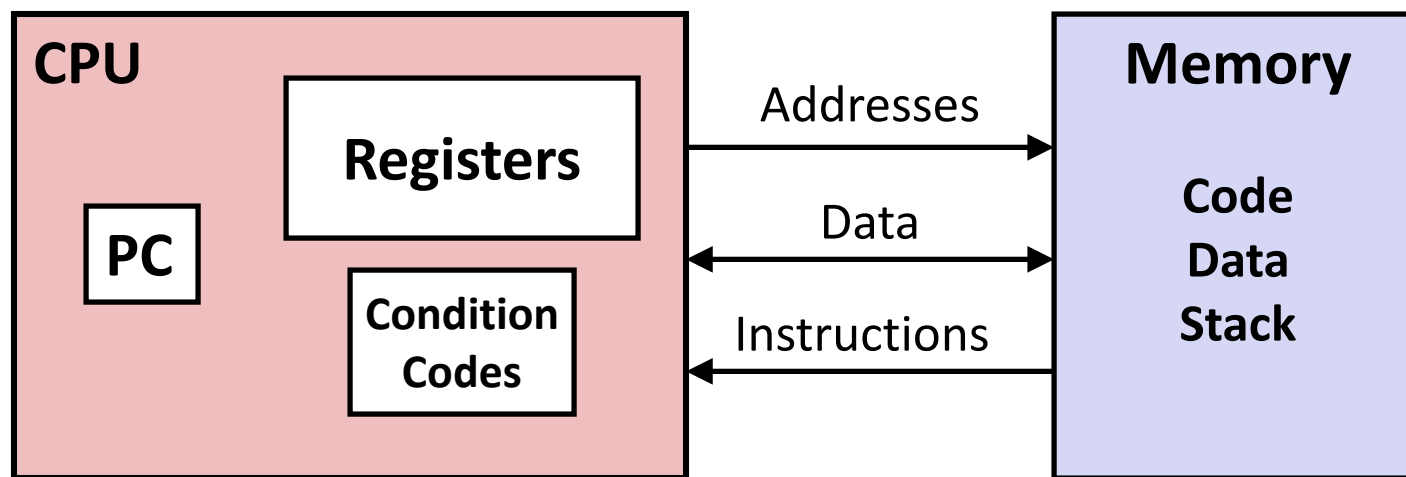 CPU
Registers
PC
Condition
Codes
Addresses
Data
Instructions
Memory
Code
Data
Stack